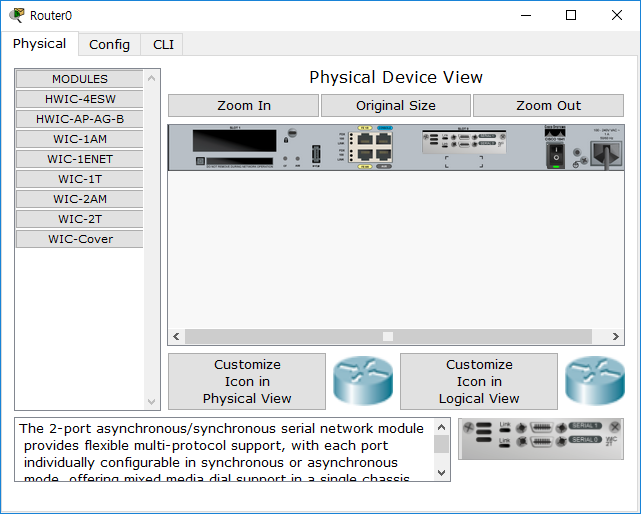 Router0
Physical
Config
CLI
MODULES
HWIC-4ESW
HWIC-AP-AG-B
WIC-1AM
WIC-1ENET
WIC-1T
WIC-2AM
WIC-2T
WIC-Cover
Physical Device View
Zoom In
Original Size
Zoom Out
Customize
Icon in
Physical View
Customize
Icon in
Logical View
The 2-port asynchronous/synchronous serial network module
provides flexible multi-protocol support, with each port
individually configurable in synchronous or asynchronous
mode, offering mixed media dial support in a single chassis.
Link
SERIAL 1
Link
SERIAL 0
WIC
2T